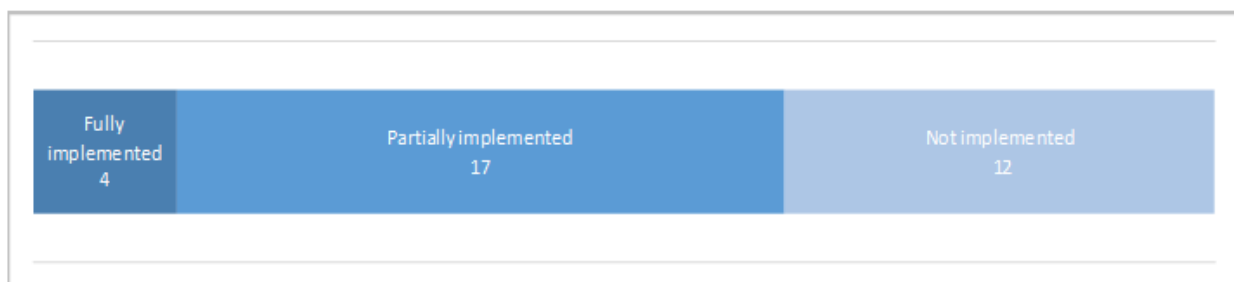 Fully
implemented
4
Partially implemented
17
Not implemented
12